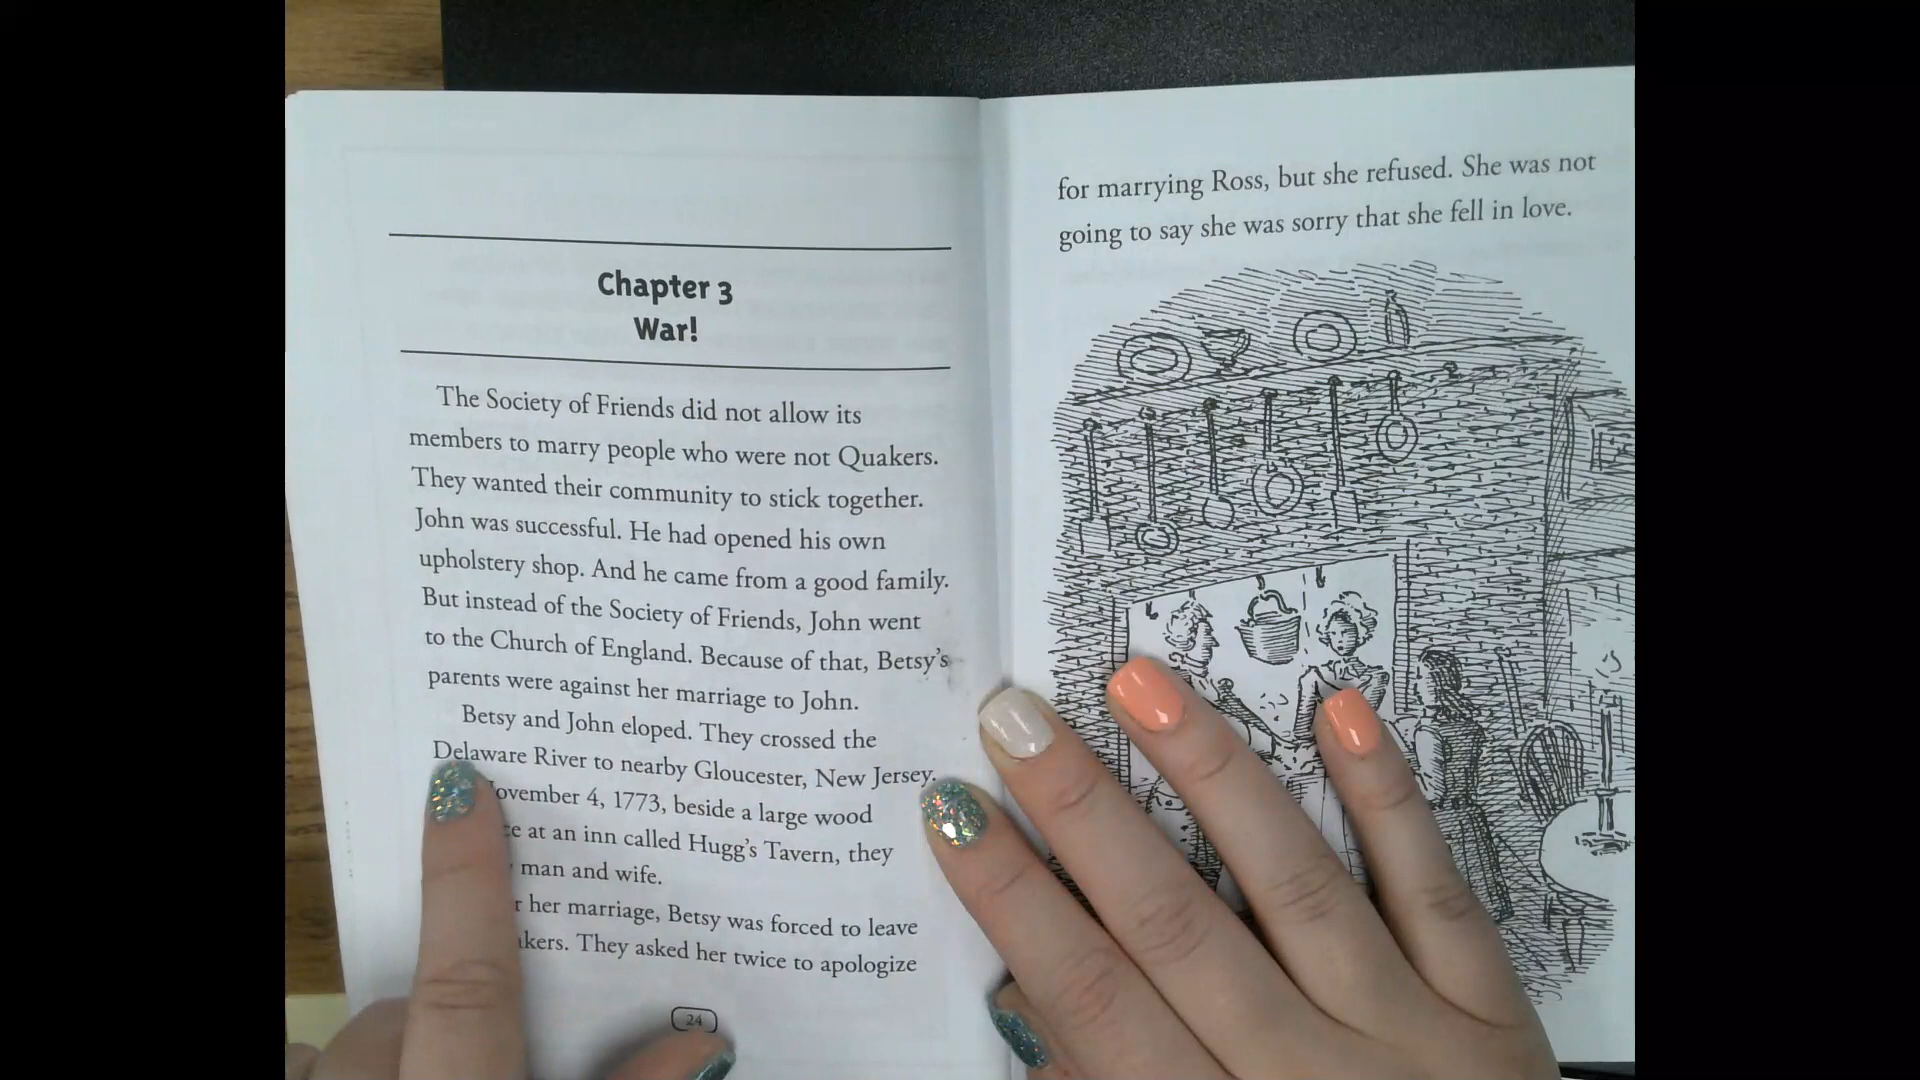 Chapter 3
War!
The Society of Friends did not allow its
members to marry people who were not Quakers.
They wanted their community to stick together.
John was successful. He had opened his own
upholstery shop. And he came from a good family.
But instead of the Society of Friends, John went
to the Church of England. Because of that, Betsy's
parents were against her marriage to John.
Betsy and John eloped. They crossed the
Delaware River to nearby Gloucester, New Jersey.
November 4, 1773, beside a large wood
at an inn called Hugg's Tavern, they
man and wife.
her marriage, Betsy was forced to leave
They asked her twice to apologize
24
for marrying Ross, but she refused. She was not
going to say she was sorry that she fell in love.